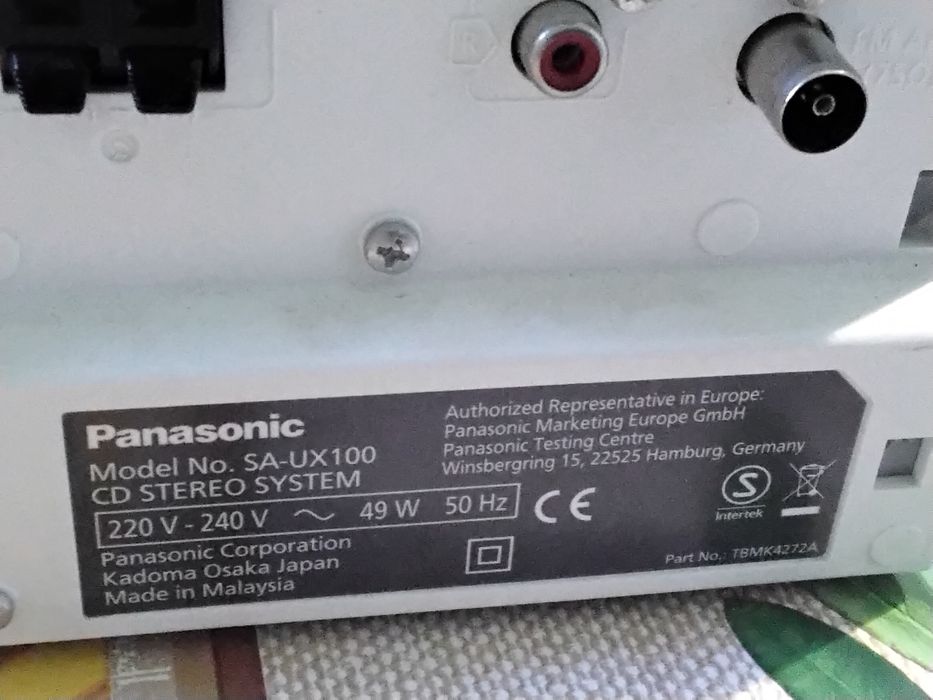 R
Panasonic
Model No. SA-UX100
CD STEREO SYSTEM
220 V - 240 V ～ 49 W 50 Hz
Panasonic Corporation
Kadoma Osaka Japan
Made in Malaysia
Authorized Representative in Europe:
Panasonic Marketing Europe GmbH
Panasonic Testing Centre
Winsbergring 15, 22525 Hamburg, Germany
CE
S
Intertek
Part No.: TBMK4272A